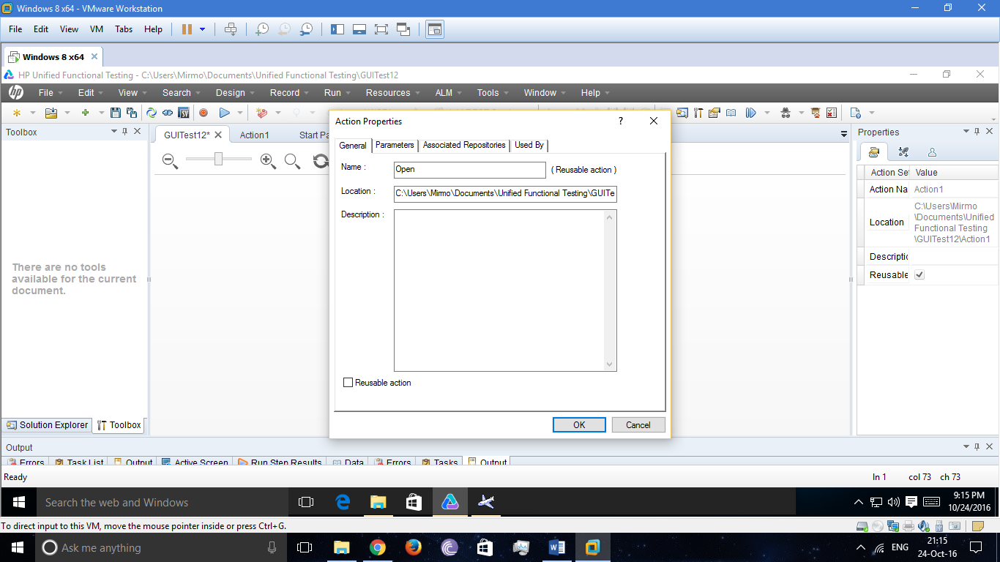 Windows 8 x64 - VMware Workstation
File Edit View VM Tabs Help
Windows 8 x64
HP Unified Functional Testing - C:\Users\Mirmo\Documents\Unified Functional Testing\GUITest12
hp File Edit View Search Design Record Run Resources ALM Tools Window Help
SV
Toolbox
GUITest12* Action1 Start Pa
Properties
Action Properties ?
General Parameters Associated Repositories Used By
Name : Open ( Reusable action )
Location : C:\Users\Mirmo\Documents\Unified Functional Testing\GUITe
Description :
Reusable action
OK Cancel
There are no tools
available for the current
document.
Action Set Value
Action Na Action1
Location C:\Users\Mirmo
\Documents\Unified
Functional Testing
\GUITest12\Action1
Descriptic
Reusable
Solution Explorer Toolbox
Output
Errors Task List Output Active Screen Run Step Results Data Errors Tasks Output
Ready ln 1 col 73 ch 73
Search the web and Windows
9:15 PM
10/24/2016
To direct input to this VM, move the mouse pointer inside or press Ctrl+G.
Ask me anything
ENG
21:15
24-Oct-16